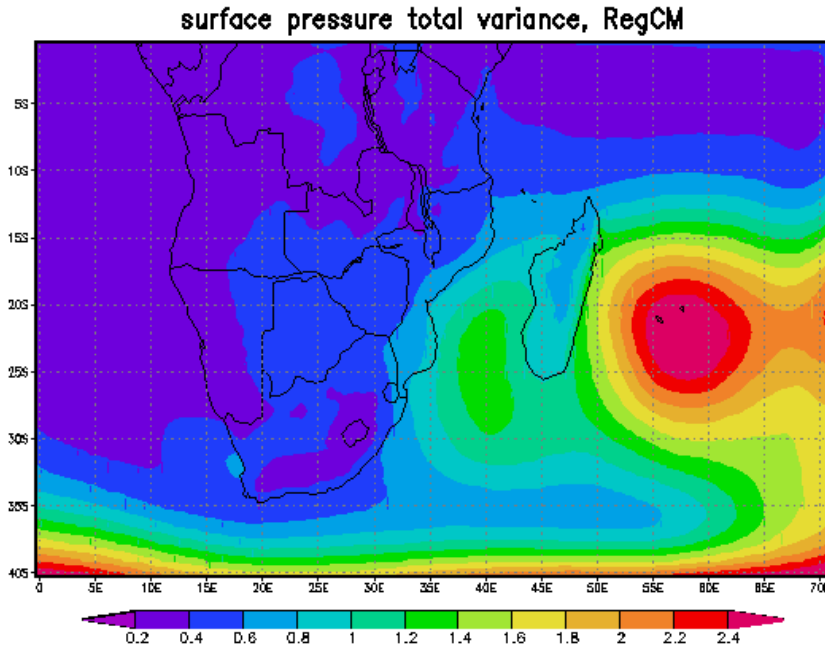 surface pressure total variance, RegCM
5S
10S
15S
20S
25S
30S
35S
40S
0 5E 10E 15E 20E 25E 30E 35E 40E 45E 50E 55E 60E 65E 70E
0.2 0.4 0.6 0.8 1 1.2 1.4 1.6 1.8 2 2.2 2.4